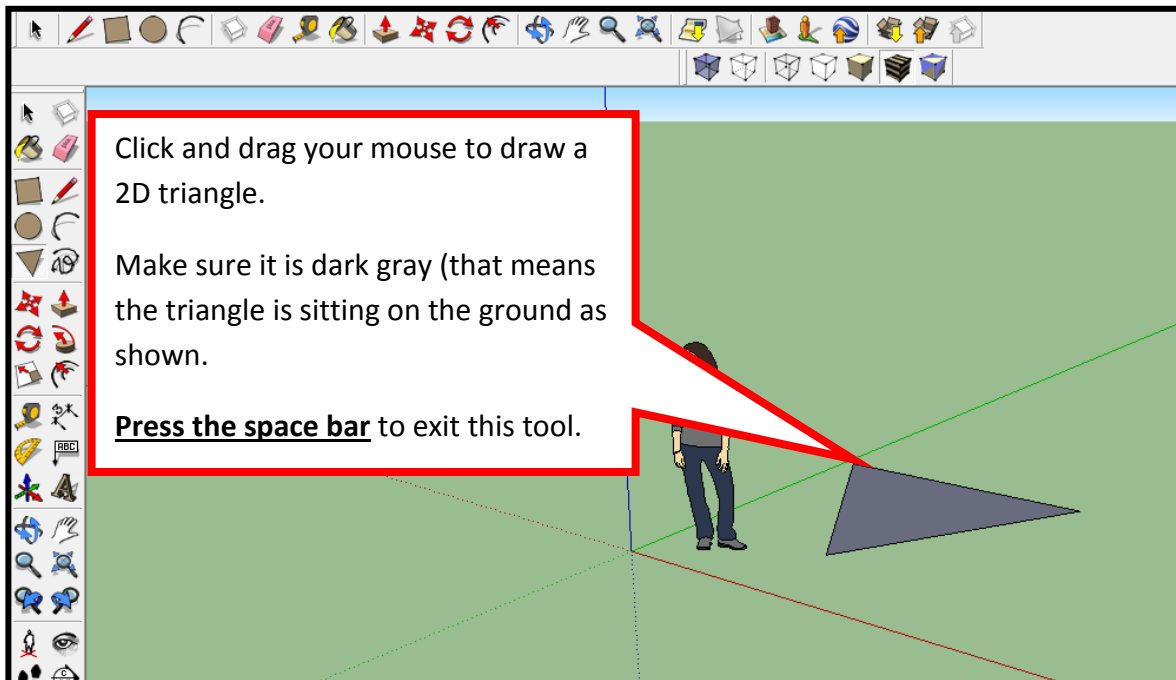 Click and drag your mouse to draw a
2D triangle.
Make sure it is dark gray (that means
the triangle is sitting on the ground as
shown.
Press the space bar to exit this tool.
ABC
A
C